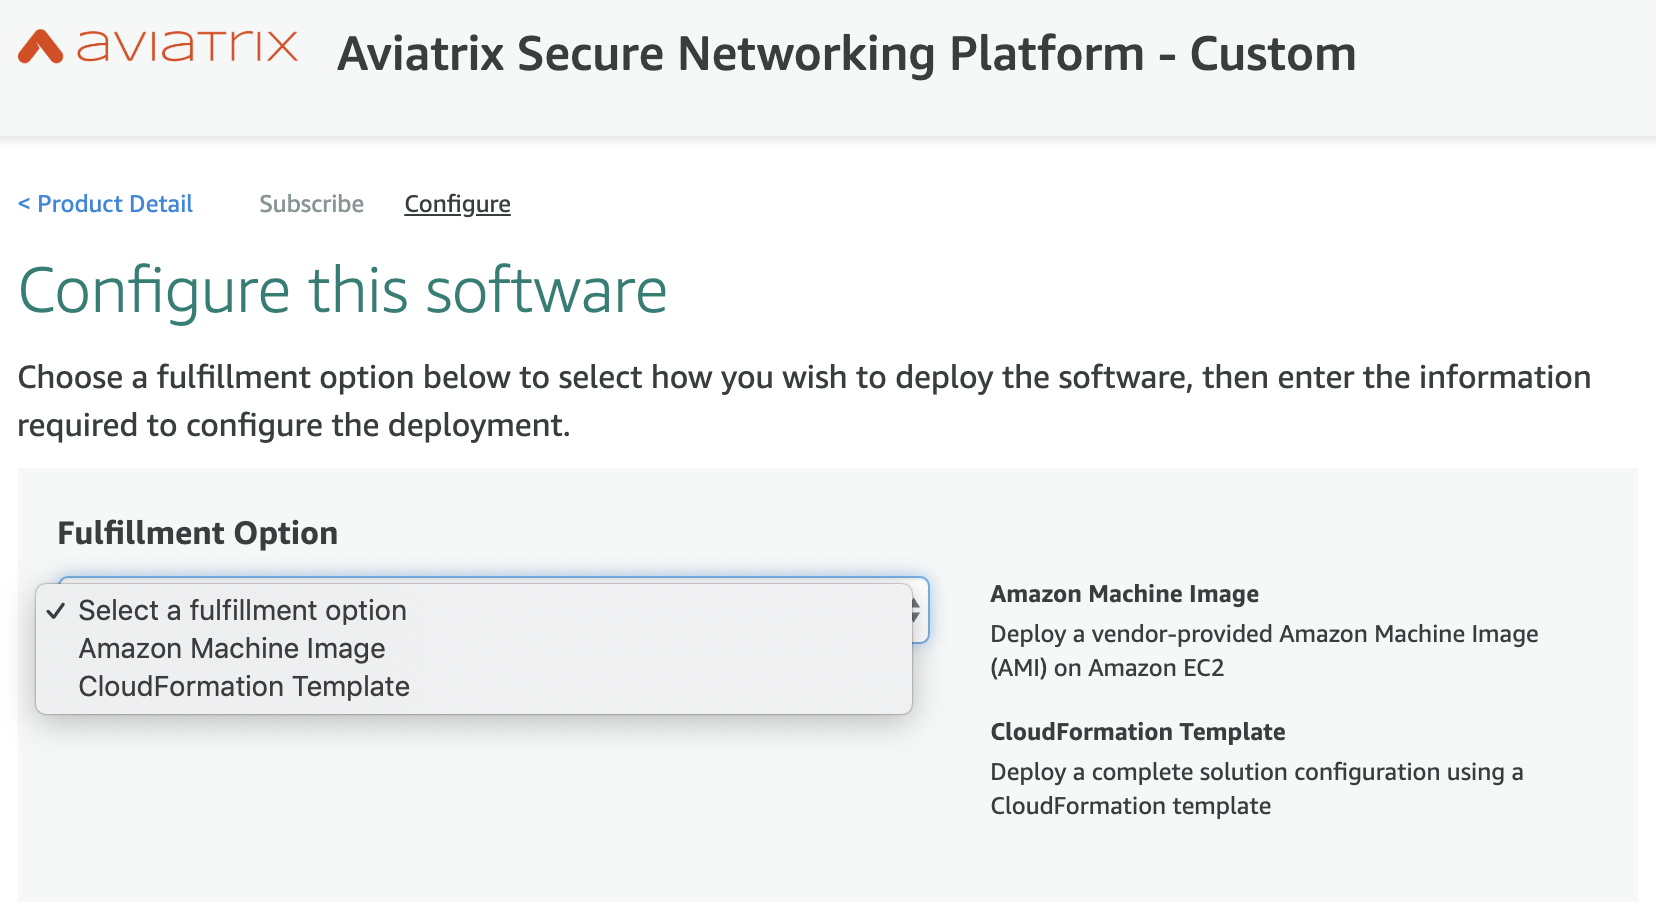 aviatrix
Aviatrix Secure Networking Platform - Custom
< Product Detail
Subscribe
Configure
Configure this software
Choose a fulfillment option below to select how you wish to deploy the software, then enter the information
required to configure the deployment.
Fulfillment Option
✓ Select a fulfillment option
Amazon Machine Image
CloudFormation Template
Amazon Machine Image
Deploy a vendor-provided Amazon Machine Image
(AMI) on Amazon EC2
CloudFormation Template
Deploy a complete solution configuration using a
CloudFormation template